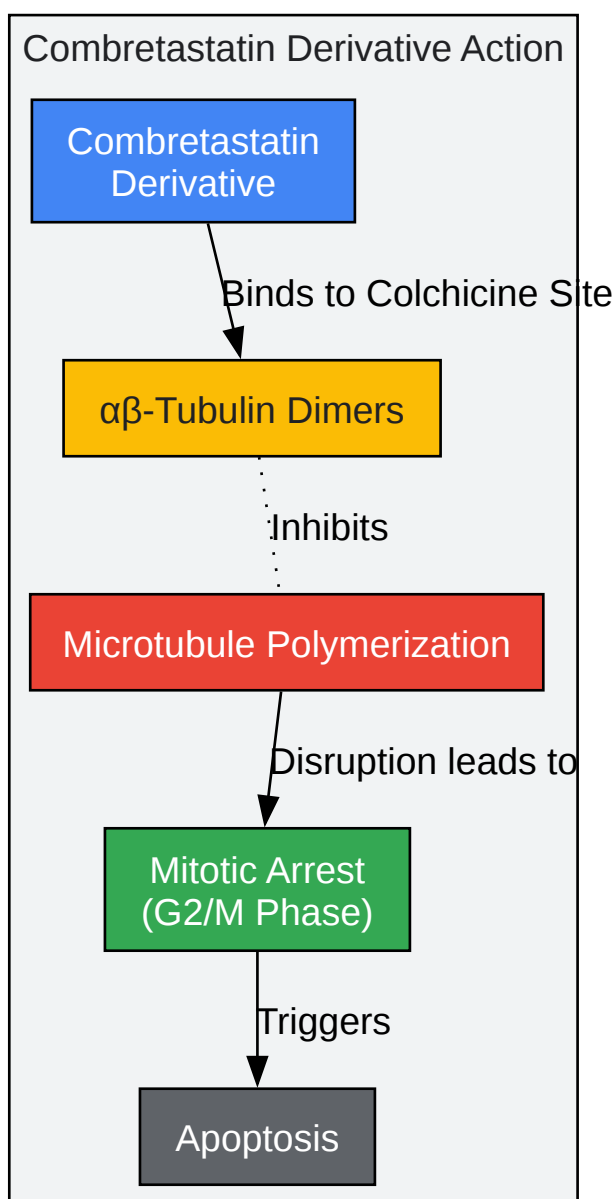 Combretastatin Derivative Action
Combretastatin
Derivative
Binds to Colchicine Site
αβ-Tubulin Dimers
Inhibits
Microtubule Polymerization
Disruption leads to
Mitotic Arrest
(G2/M Phase)
Triggers
Apoptosis